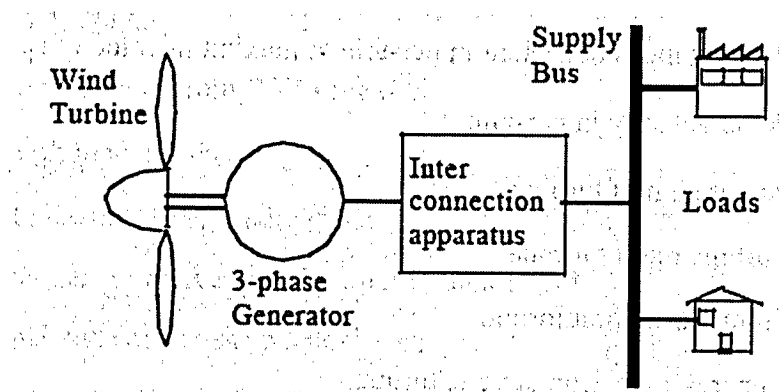 Wind
Turbine
3-phase
Generator
Inter
connection
apparatus
Supply
Bus
Loads